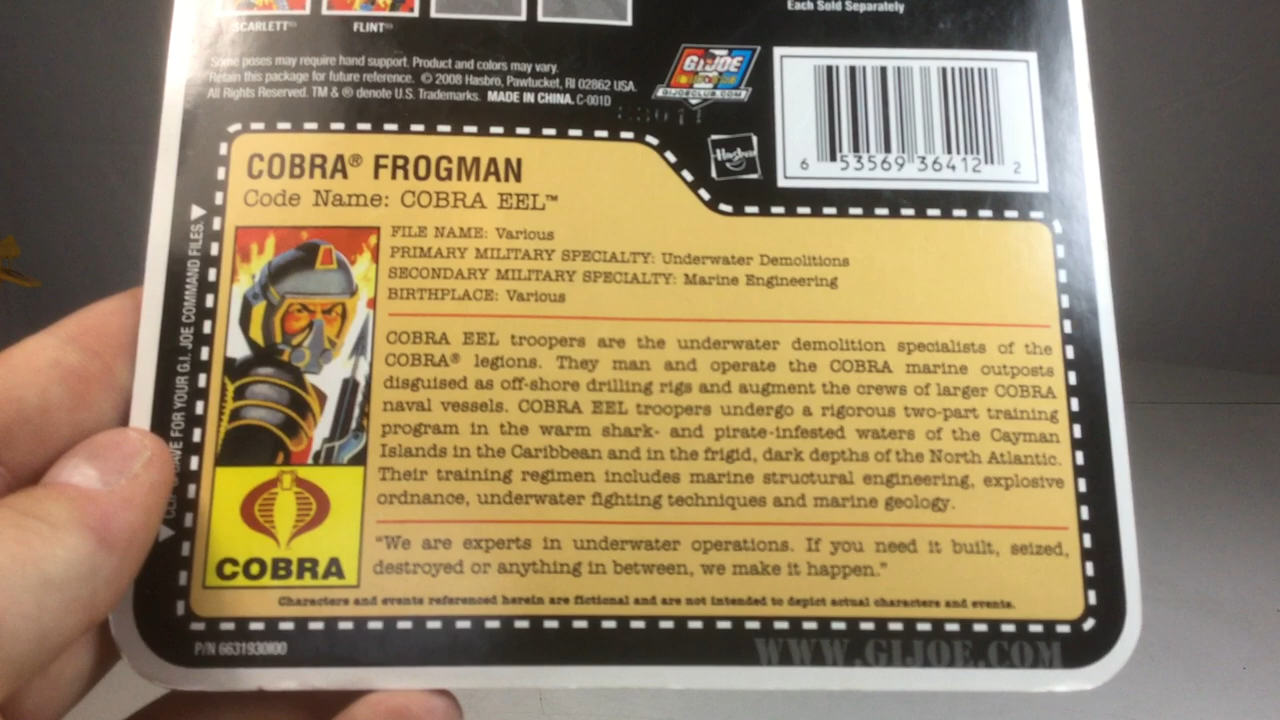 SCARLETT™
FLINT™
Each Sold Separately
Some poses may require hand support. Product and colors may vary.
Retain this package for future reference. © 2008 Hasbro, Pawtucket, RI 02862 USA.
All Rights Reserved. TM & ® denote U.S. Trademarks. MADE IN CHINA. C-001D
GI JOE
GIJOECLUB.COM
Hasbro
6 53569 36412 2
COBRA® FROGMAN
Code Name: COBRA EEL™
FILE NAME: Various
PRIMARY MILITARY SPECIALTY: Underwater Demolitions
SECONDARY MILITARY SPECIALTY: Marine Engineering
BIRTHPLACE: Various
COBRA EEL troopers are the underwater demolition specialists of the
COBRA® legions. They man and operate the COBRA marine outposts
disguised as off-shore drilling rigs and augment the crews of larger COBRA
naval vessels. COBRA EEL troopers undergo a rigorous two-part training
program in the warm shark- and pirate-infested waters of the Cayman
Islands in the Caribbean and in the frigid, dark depths of the North Atlantic.
Their training regimen includes marine structural engineering, explosive
ordnance, underwater fighting techniques and marine geology.
"We are experts in underwater operations. If you need it built, seized,
destroyed or anything in between, we make it happen."
Characters and events referenced herein are fictional and are not intended to depict actual characters and events.
COBRA
SAVE FOR YOUR G.I. JOE COMMAND FILES.
P/N 6631930100
WWW.GIJOE.COM